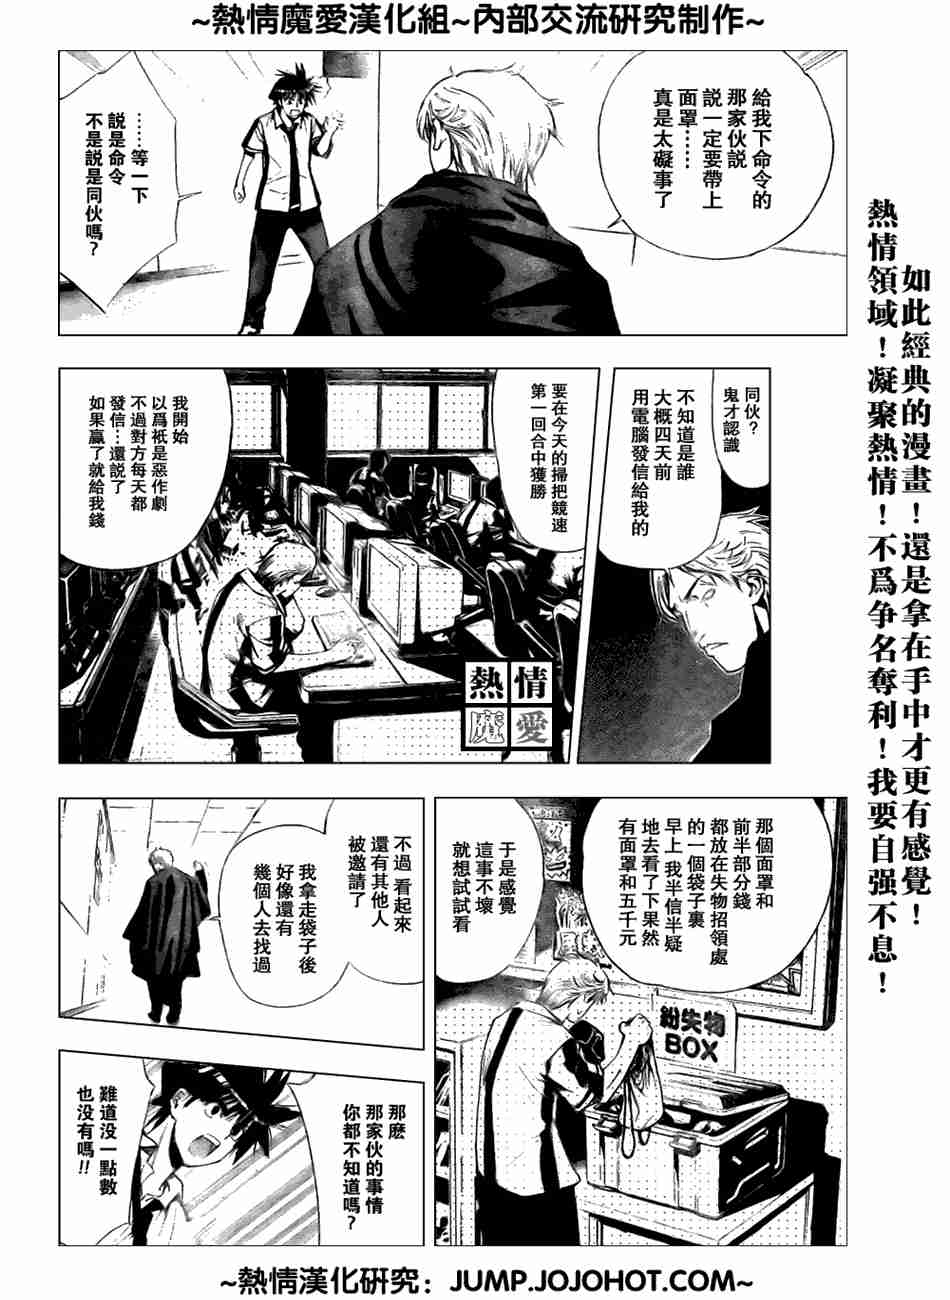 ~熱情魔愛漢化組~內部交流研究制作~
給我下命令的
那家伙說
說一定要帶上
面罩……
真是太礙事了
……等一下
說是命令
不是說是同伙嗎？
同伙？
鬼才認識
不知道是誰
大概四天前
用電腦發信給我的
要在今天的掃把競速
第一回合中獲勝
我開始
以爲祇是惡作劇
不過對方每天都
發信…還説了
如果贏了就給我錢
熱情
魔愛
那個面罩和
前半部分錢
都放在失物招領處
的一個袋子裏
早上 我半信半疑
地去看了下果然
有面罩和五千元
于是感覺
這事不壞
就想試試看
紛失物
BOX
不過 看起來
還有其他人
被邀請了
我拿走袋子後
好像還有
幾個人去找過
那麽
那家伙的事情
你都不知道嗎？
難道没一點數
也没有嗎!!
如此經典的漫畫！還是拿在手中才更有感覺！
熱情領域！凝聚熱情！不爲争名奪利！我要自强不息！
~熱情漢化研究：JUMP.JOJOHOT.COM~